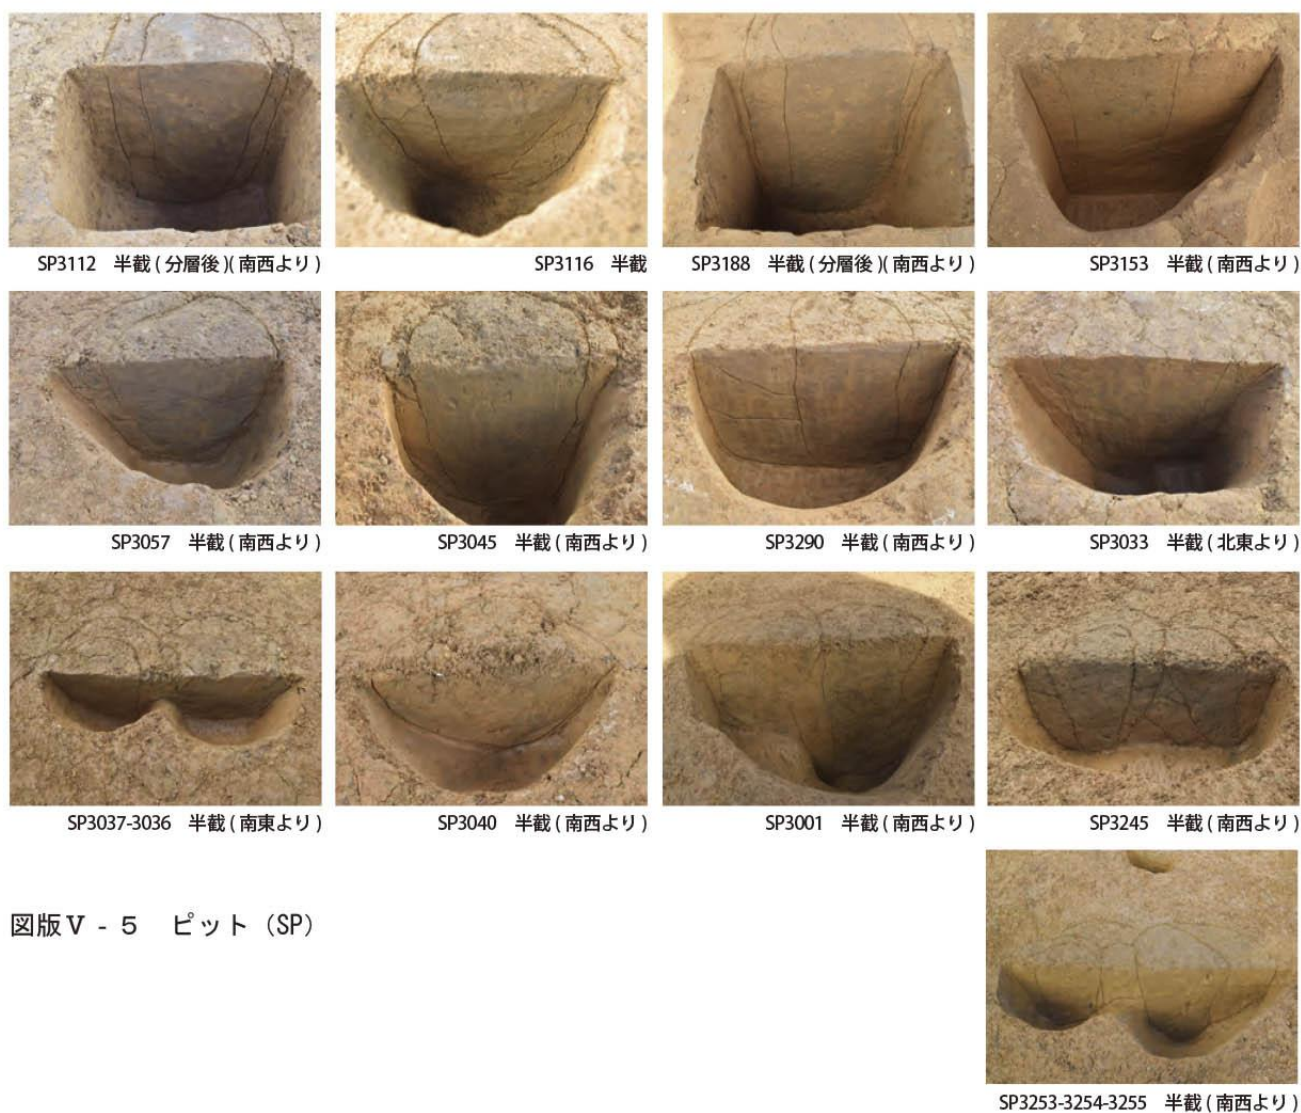 SP3112　半截 ( 分層後 )( 南西より )
SP3116　半截
SP3188　半截 ( 分層後 )( 南西より )
SP3153　半截 ( 南西より )
SP3057　半截 ( 南西より )
SP3045　半截 ( 南西より )
SP3290　半截 ( 南西より )
SP3033　半截 ( 北東より )
SP3037-3036　半截 ( 南東より )
SP3040　半截 ( 南西より )
SP3001　半截 ( 南西より )
SP3245　半截 ( 南西より )
図版Ⅴ - ５　ピット（SP）
SP3253-3254-3255　半截 ( 南西より )